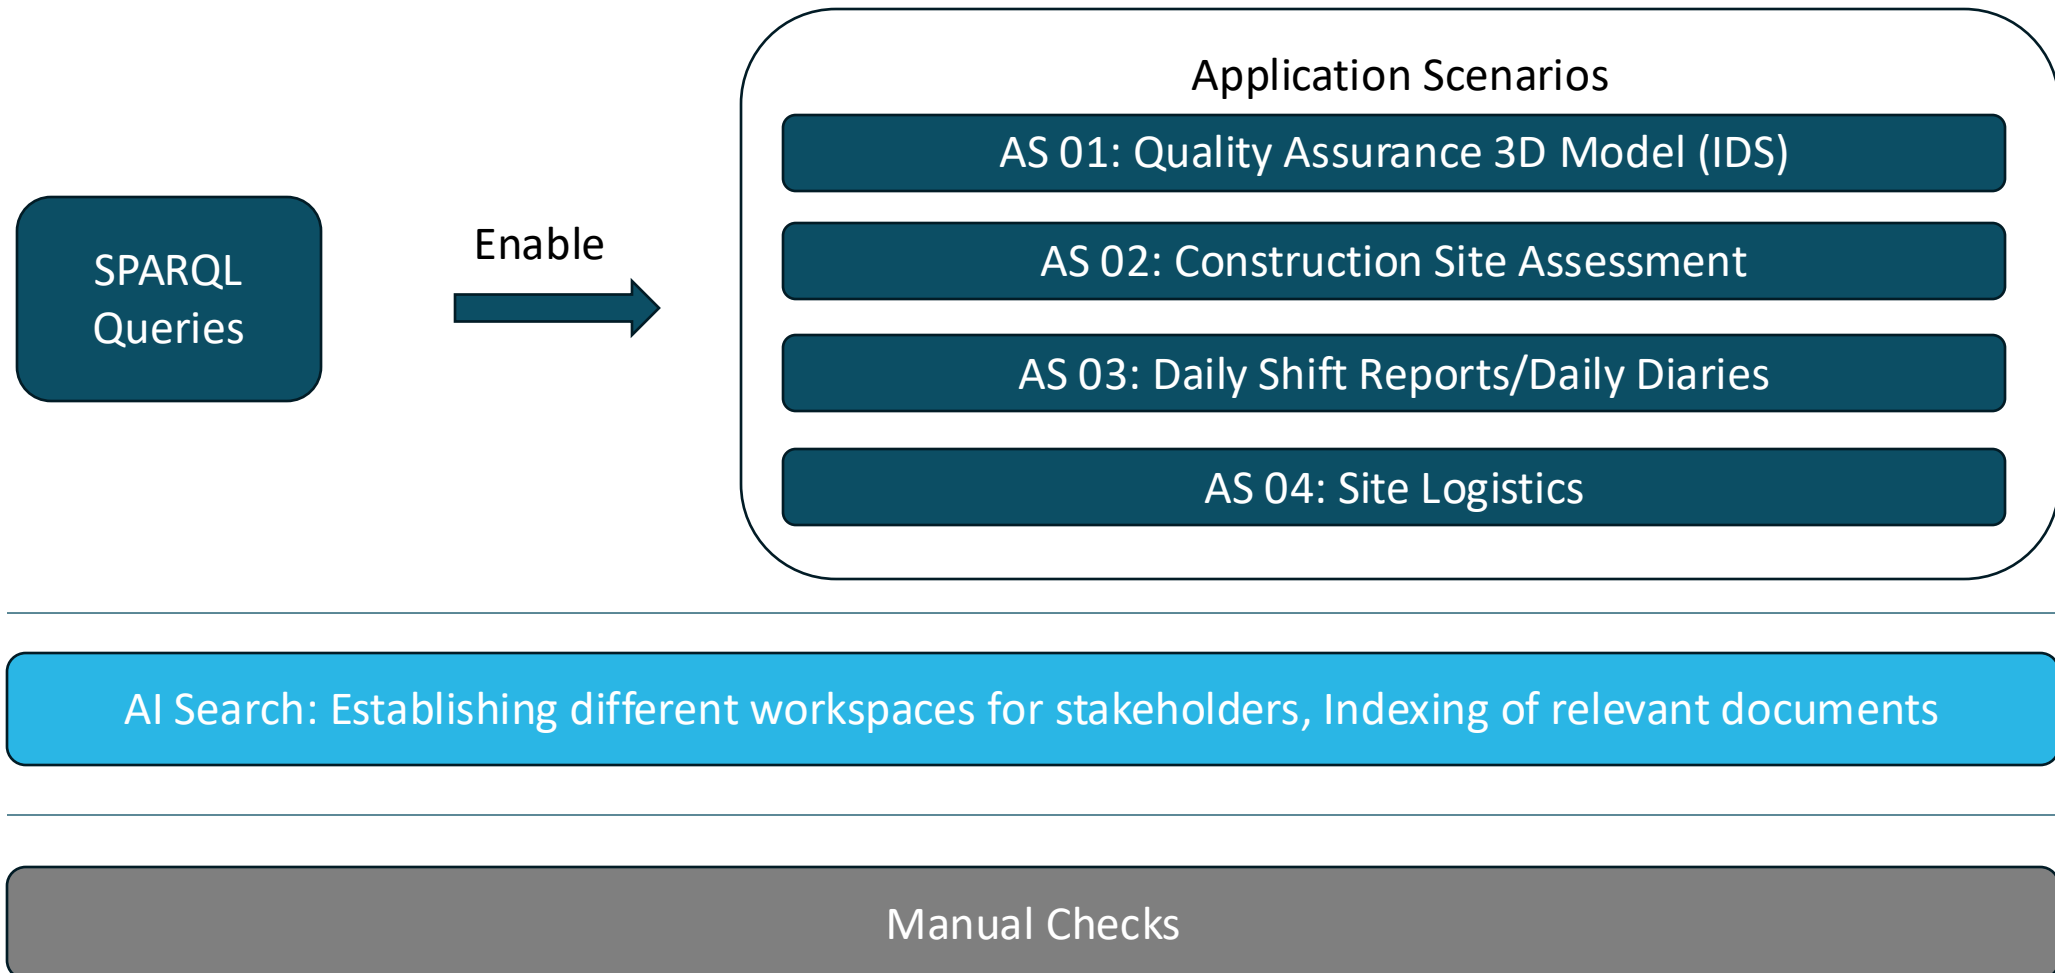 Application Scenarios
AS 01: Quality Assurance 3D Model (IDS)
AS 02: Construction Site Assessment
AS 03: Daily Shift Reports/Daily Diaries
AS 04: Site Logistics
SPARQL
Queries
Enable
AI Search: Establishing different workspaces for stakeholders, Indexing of relevant documents
Manual Checks